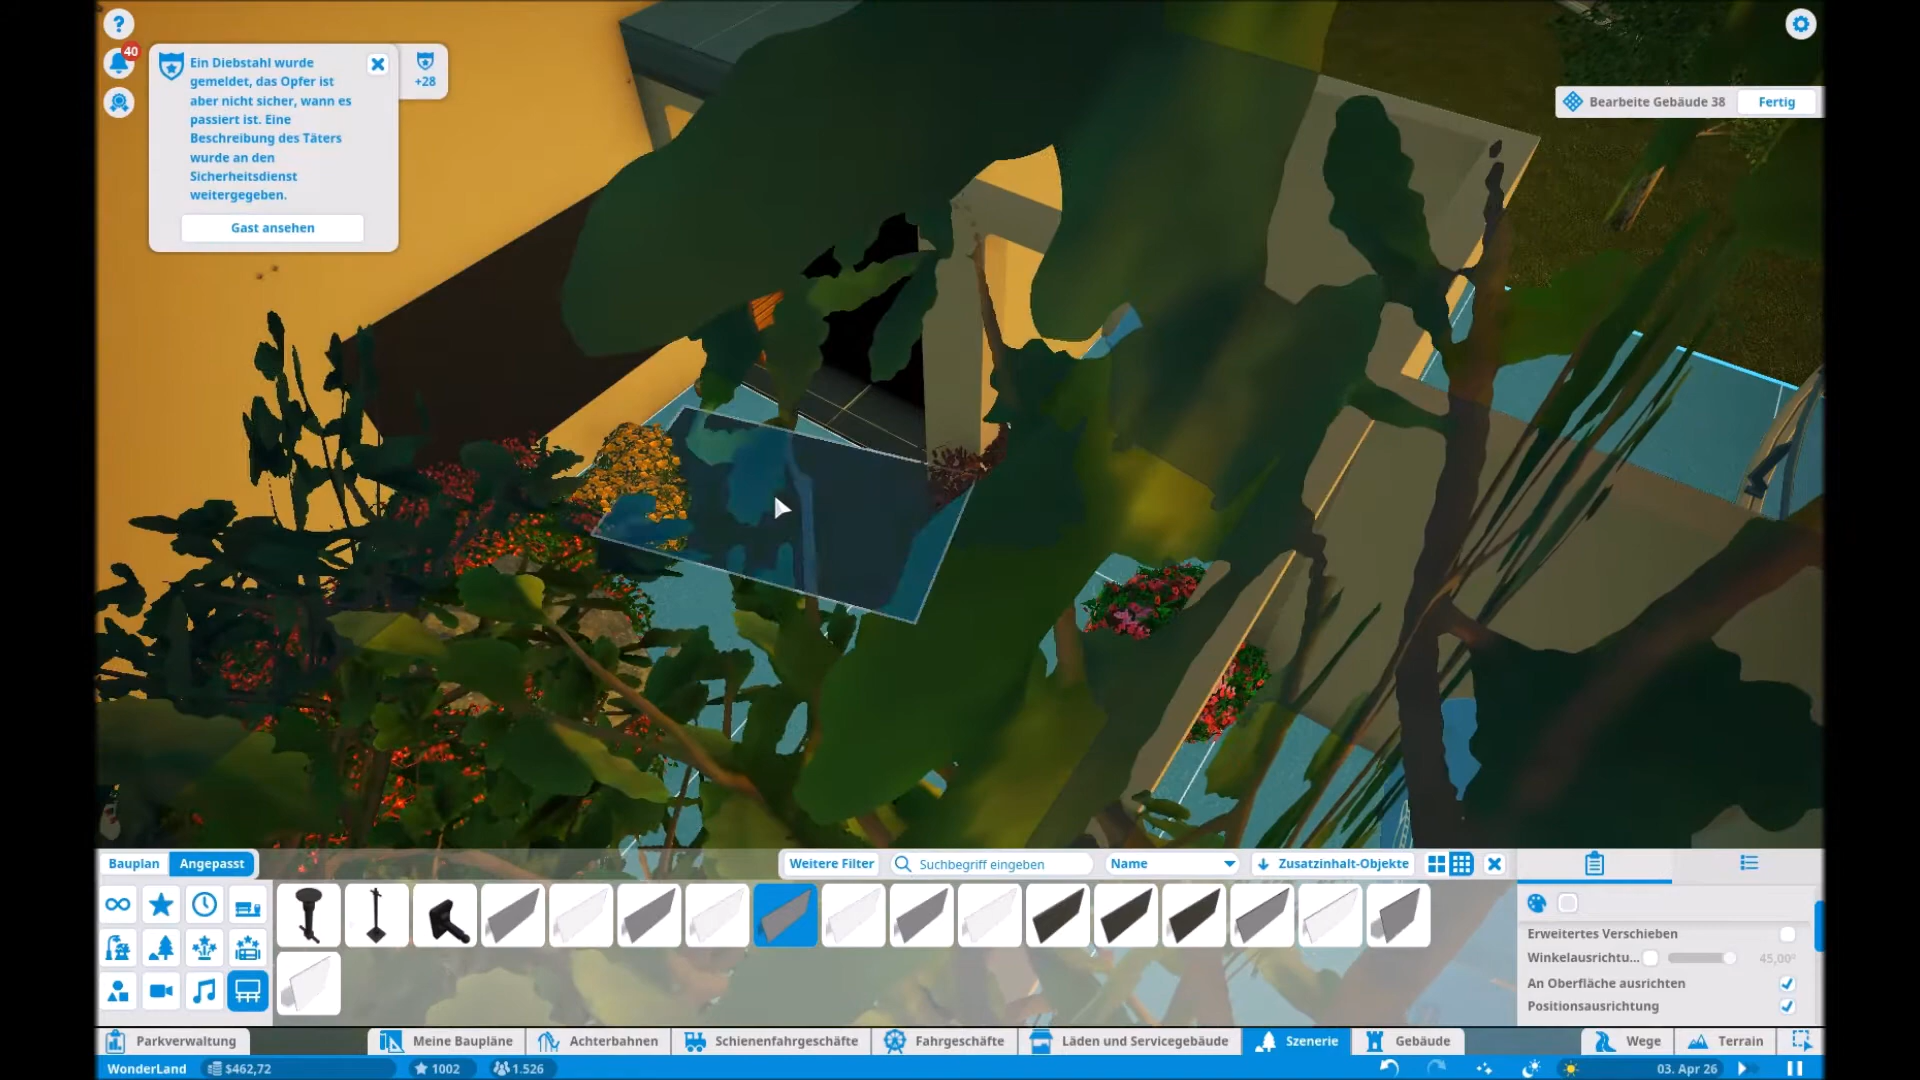 ?
40
Ein Diebstahl wurde
gemeldet, das Opfer ist
aber nicht sicher, wann es
passiert ist. Eine
Beschreibung des Täters
wurde an den
Sicherheitsdienst
weitergegeben.
Gast ansehen
+28
Bearbeite Gebäude 38
Fertig
Bauplan
Angepasst
Weitere Filter
Suchbegriff eingeben
Name
Zusatzinhalt-Objekte
Erweitertes Verschieben
Winkelausrichtu...
45,00°
An Oberfläche ausrichten
Positionsausrichtung
Parkverwaltung
Meine Baupläne
Achterbahnen
Schienenfahrgeschäfte
Fahrgeschäfte
Läden und Servicegebäude
Szenerie
Gebäude
Wege
Terrain
WonderLand
$462,72
1002
1.526
03. Apr 26